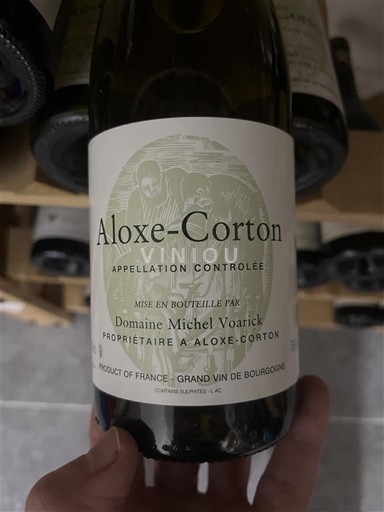 Aloxe-Corton
VINIOU
APPELLATION CONTROLÉE
MISE EN BOUTEILLE PAR
Domaine Michel Voarick
PROPRIÉTAIRE A ALOXE-CORTON
PRODUCT OF FRANCE - GRAND VIN DE BOURGOGNE
CONTAINS SULPHITES - L AC